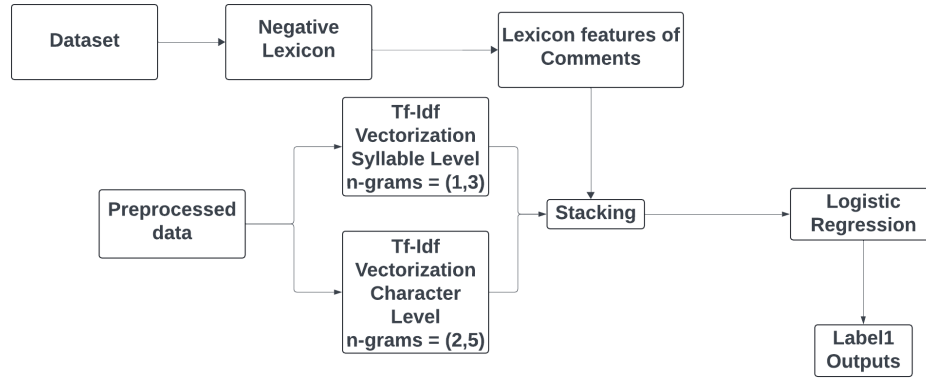 Dataset
Negative
Lexicon
Lexicon features of
Comments
Tf-Idf
Vectorization
Syllable Level
n-grams = (1,3)
Preprocessed
data
Stacking
Logistic
Regression
Tf-Idf
Vectorization
Character
Level
n-grams = (2,5)
Label1
Outputs